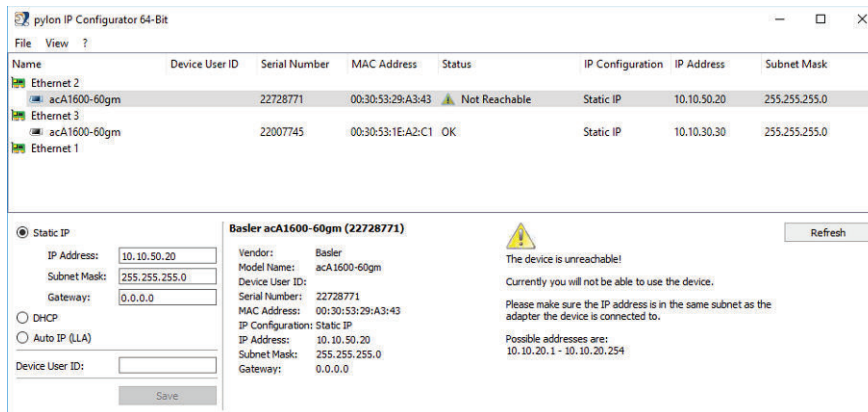 pylon IP Configurator 64-Bit
File View ?
Name Device User ID Serial Number MAC Address Status IP Configuration IP Address Subnet Mask
Ethernet 2
acA1600-60gm 22728771 00:30:53:29:A3:43 Not Reachable Static IP 10.10.50.20 255.255.255.0
Ethernet 3
acA1600-60gm 22007745 00:30:53:1E:A2:C1 OK Static IP 10.10.30.30 255.255.255.0
Ethernet 1
Static IP
IP Address: 10.10.50.20
Subnet Mask: 255.255.255.0
Gateway: 0.0.0.0
DHCP
Auto IP (LLA)
Device User ID:
Save
Basler acA1600-60gm (22728771)
Vendor: Basler
Model Name: acA1600-60gm
Device User ID:
Serial Number: 22728771
MAC Address: 00:30:53:29:A3:43
IP Configuration: Static IP
IP Address: 10.10.50.20
Subnet Mask: 255.255.255.0
Gateway: 0.0.0.0
The device is unreachable!
Currently you will not be able to use the device.
Please make sure the IP address is in the same subnet as the
adapter the device is connected to.
Possible addresses are:
10.10.20.1 - 10.10.20.254
Refresh